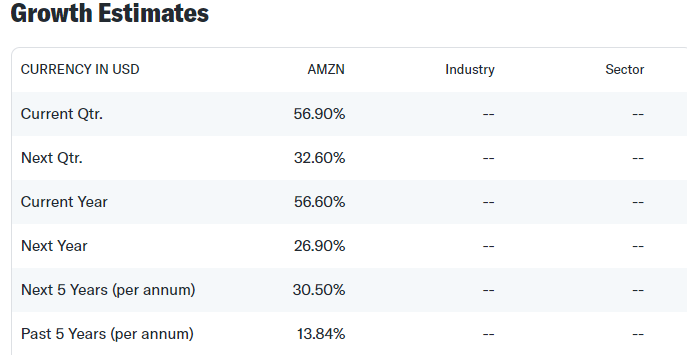 Growth Estimates
CURRENCY IN USD AMZN Industry Sector
Current Qtr. 56.90% -- --
Next Qtr. 32.60% -- --
Current Year 56.60% -- --
Next Year 26.90% -- --
Next 5 Years (per annum) 30.50% -- --
Past 5 Years (per annum) 13.84% -- --